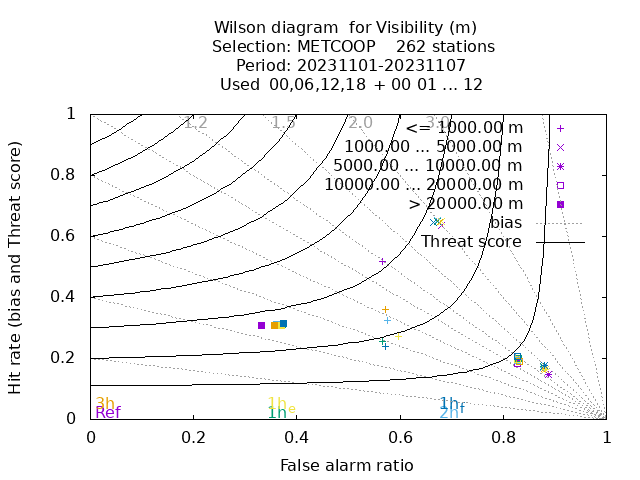 Wilson diagram  for Visibility (m)
Selection: METCOOP    262 stations
Period: 20231101-20231107
Used  00,06,12,18  + 00 01 ... 12
Hit rate (bias and Threat score)
1
0.8
0.6
0.4
0.2
0
1.2
1.5
2.0
3.0
<= 1000.00 m
1000.00 ... 5000.00 m
5000.00 ... 10000.00 m
10000.00 ... 20000.00 m
> 20000.00 m
bias
Threat score
3h
1h_e
1h_f
Ref
1h
2h
0
0.2
0.4
0.6
0.8
1
False alarm ratio